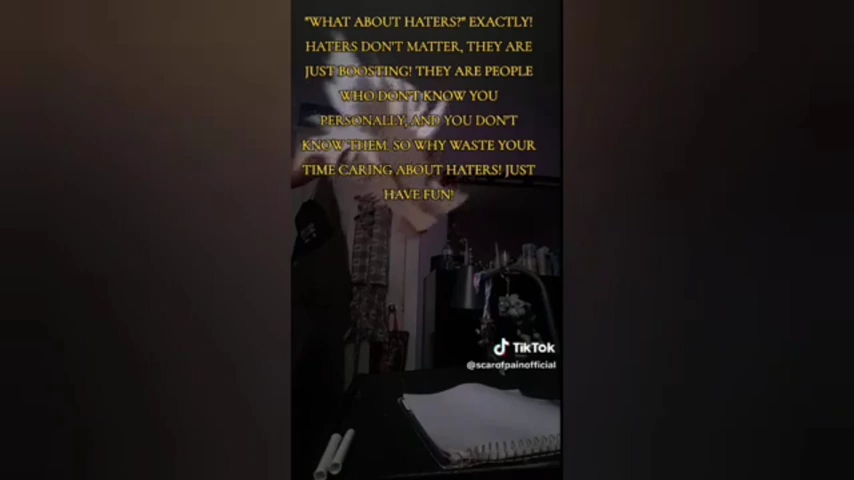 "WHAT ABOUT HATERS?" EXACTLY!
HATERS DON'T MATTER, THEY ARE
JUST BOOSTING! THEY ARE PEOPLE
WHO DON'T KNOW YOU
PERSONALLY, AND YOU DON'T
KNOW THEM. SO WHY WASTE YOUR
TIME CARING ABOUT HATERS! JUST
HAVE FUN!
TikTok
@scarofpainofficial